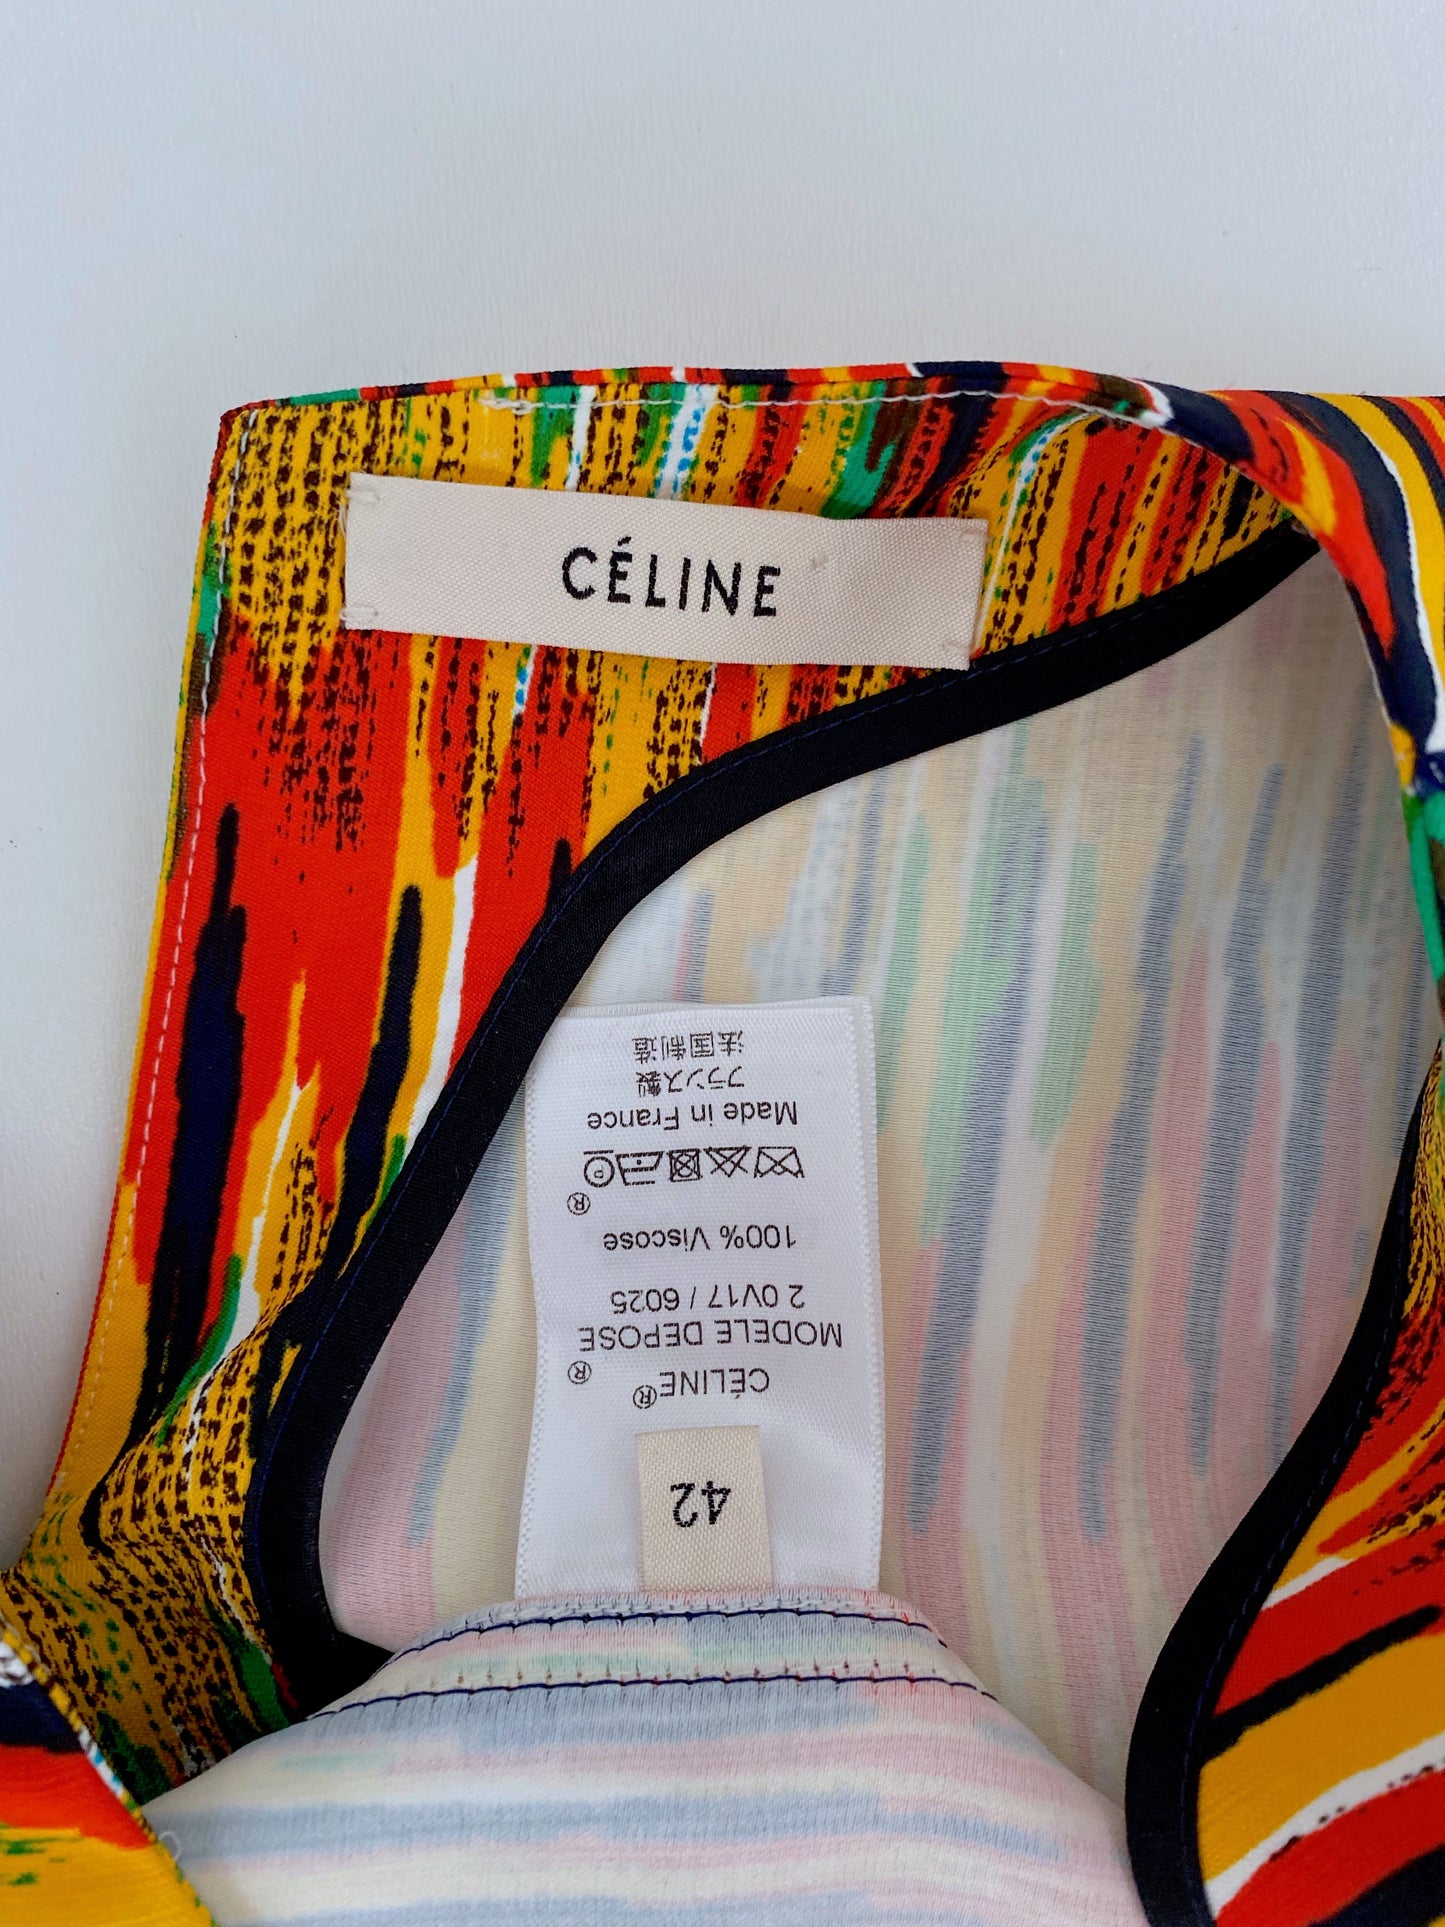 CÉLINE
42
CÉLINE®
®
MODELE DEPOSE
2 0V17 / 6025
100% Viscose
®
Made in France
フランス製
法国制造